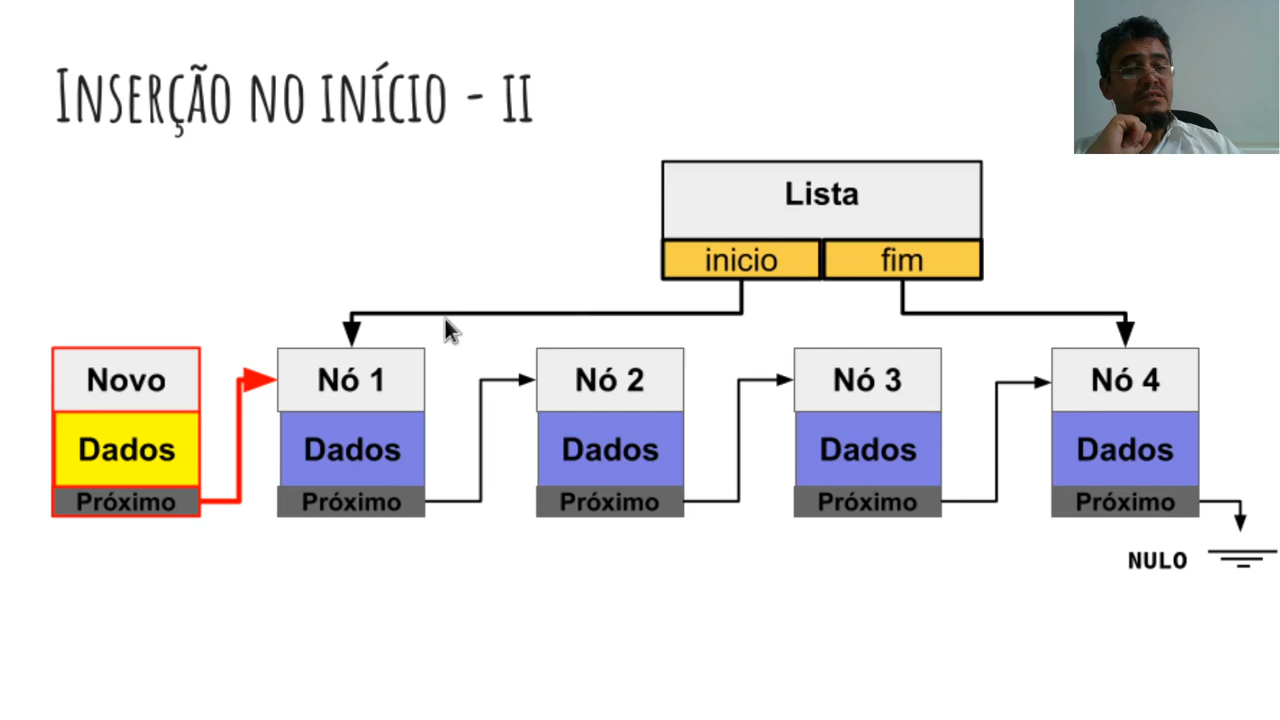 Inserção no início - II
Lista
inicio fim
Novo Nó 1 Nó 2 Nó 3 Nó 4
Dados Dados Dados Dados Dados
Próximo Próximo Próximo Próximo Próximo
NULO